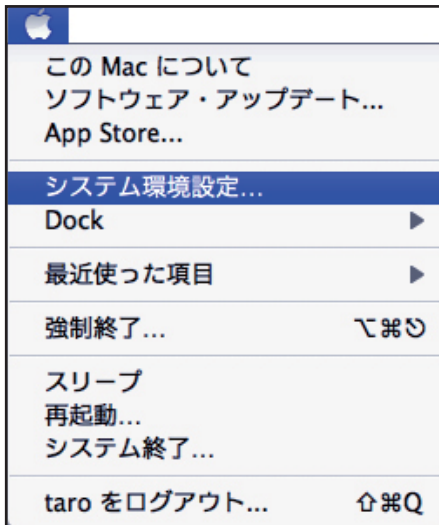 この Mac について
ソフトウェア・アップデート...
App Store...
システム環境設定...
Dock ▶
最近使った項目 ▶
強制終了... ⌥⌘⎋
スリープ
再起動...
システム終了...
taro をログアウト... ⇧⌘Q